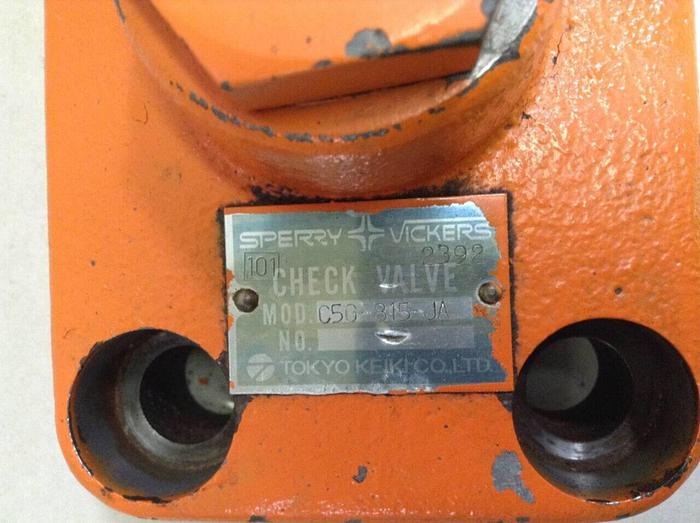 SPERRY VICKERS
101 2392
CHECK VALVE
MOD. C5G-815-JA
NO.
TOKYO KEIKI CO., LTD.